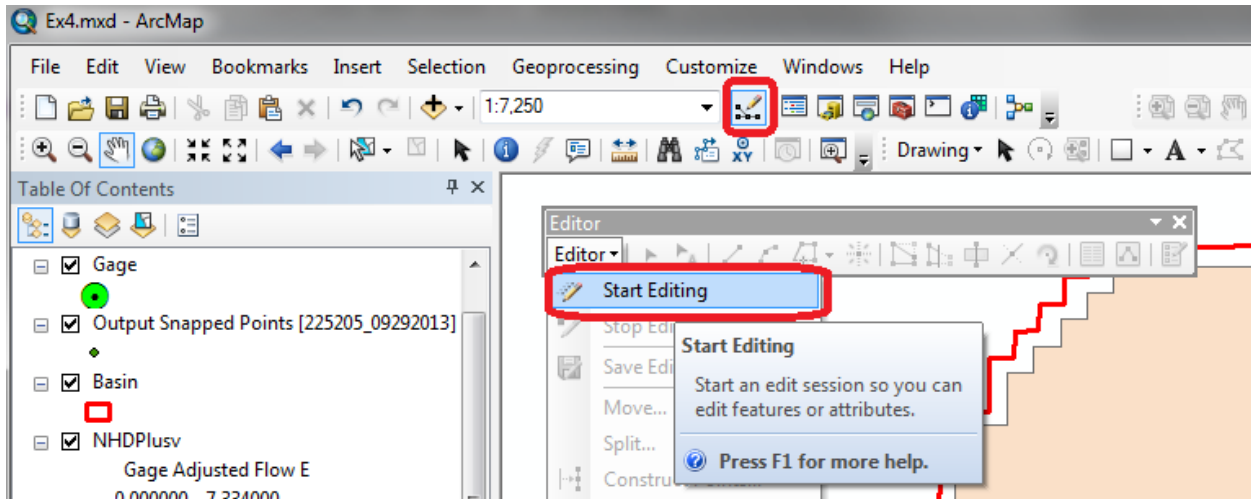 Ex4.mxd - ArcMap
File Edit View Bookmarks Insert Selection Geoprocessing Customize Windows Help
1:7,250
XY
Drawing A
Table Of Contents
Editor
Editor
Gage
Start Editing
Output Snapped Points [225205_09292013]
Stop
Start Editing
Basin
Save
Start an edit session so you can
edit features or attributes.
Move...
NHDPlusv
Split...
Press F1 for more help.
Gage Adjusted Flow E
0.000000 - 7.334000